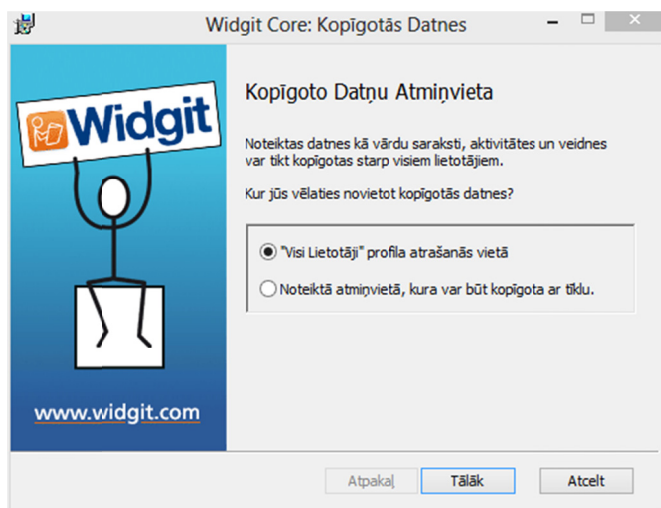 Widgit Core: Kopīgotās Datnes
Widgit
Kopīgoto Datņu Atmiņvieta
Noteiktas datnes kā vārdu saraksti, aktivitātes un veidnes
var tikt kopīgotas starp visiem lietotājiem.
Kur jūs vēlaties novietot kopīgotās datnes?
"Visi Lietotāji" profila atrašanās vietā
Noteiktā atmiņvietā, kura var būt kopīgota ar tīklu.
www.widgit.com
Atpakaļ Tālāk Atcelt